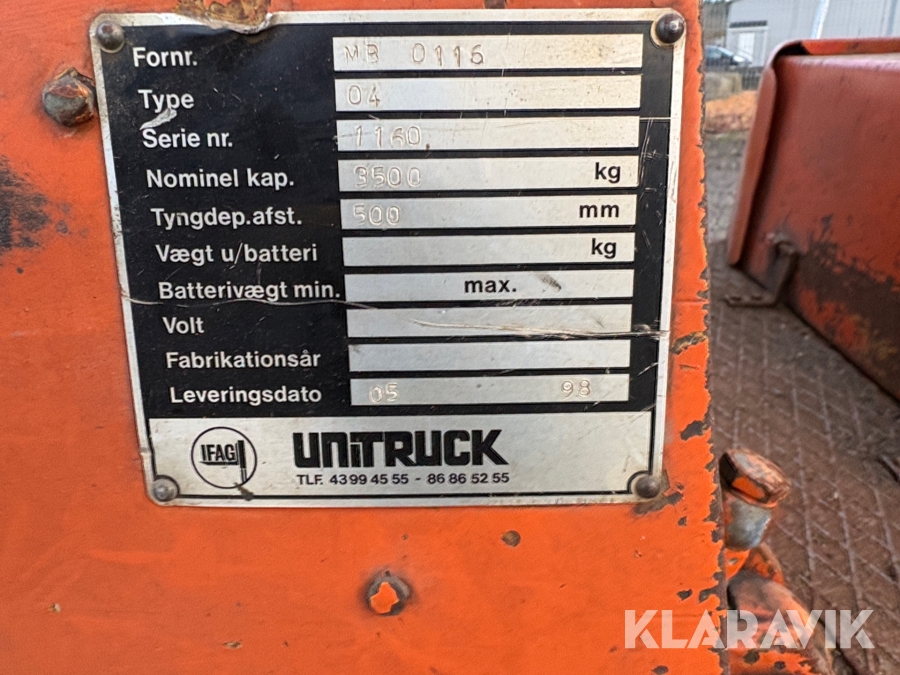 Fornr. MB 0116
Type 04
Serie nr. 1160
Nominel kap. 3500 kg
Tyngdep.afst. 500 mm
Vægt u/batteri kg
Batterivægt min. max.
Volt
Fabrikationsår
Leveringsdato 05 98
IFAG UNITRUCK
TLF. 43 99 45 55 - 86 86 52 55
KLARAVIK